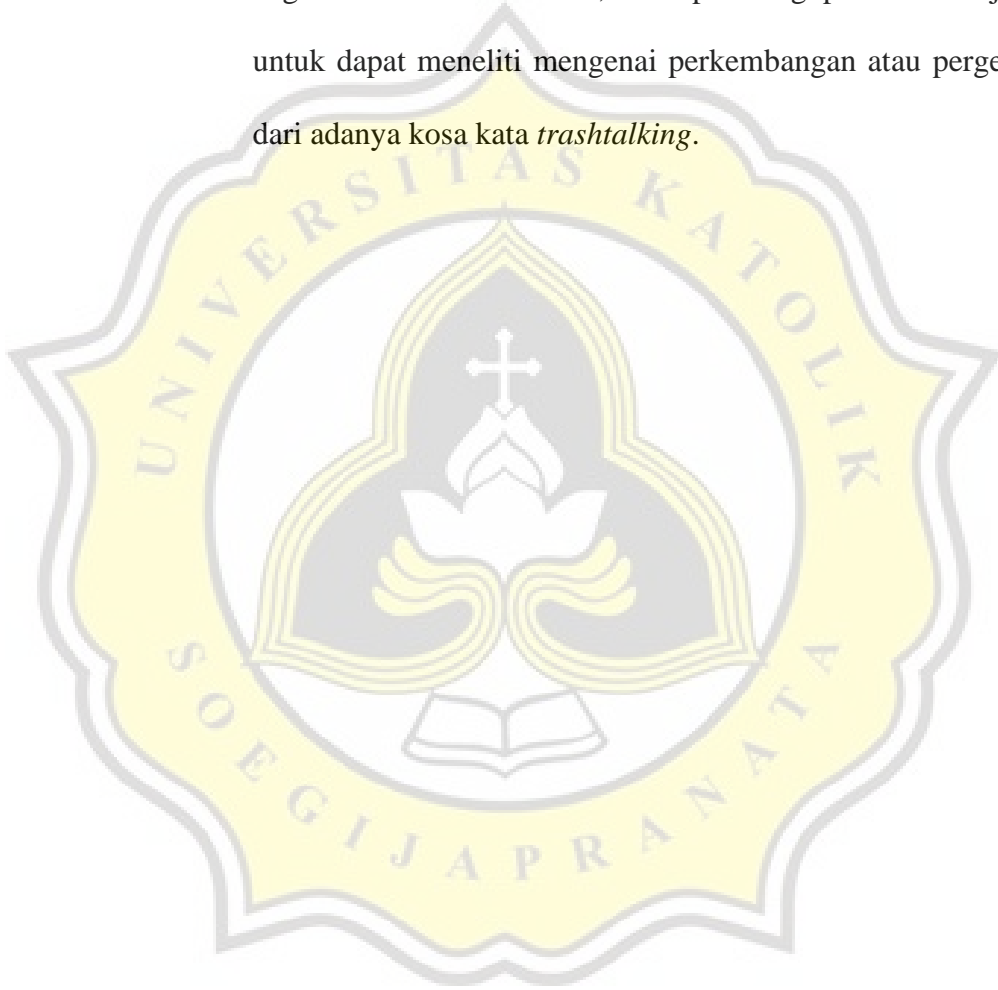 untuk dapat meneliti mengenai perkembangan atau perge
dari adanya kosa kata trashtalking.
UNIVERSITAS KATOLIK
SOEGIJAPRANATA